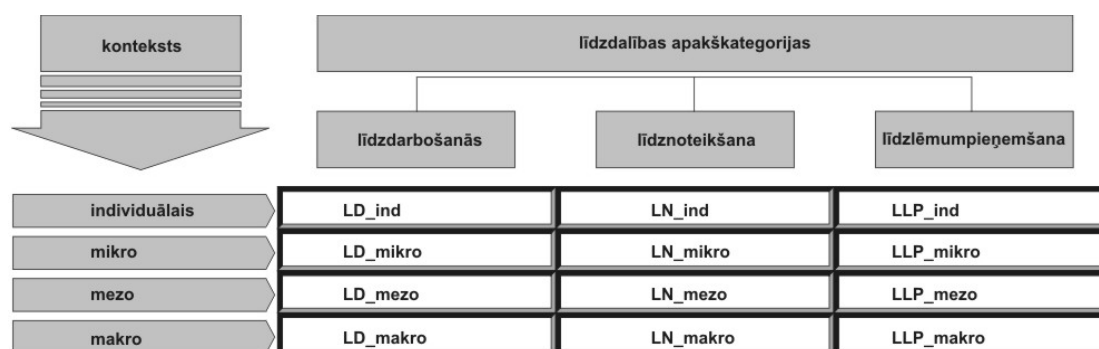 konteksts
līdzdalības apakškategorijas
līdzdarbošanās
līdznoteikšana
līdzlēmumpieņemšana
individuālais LD_ind LN_ind LLP_ind
mikro LD_mikro LN_mikro LLP_mikro
mezo LD_mezo LN_mezo LLP_mezo
makro LD_makro LN_makro LLP_makro